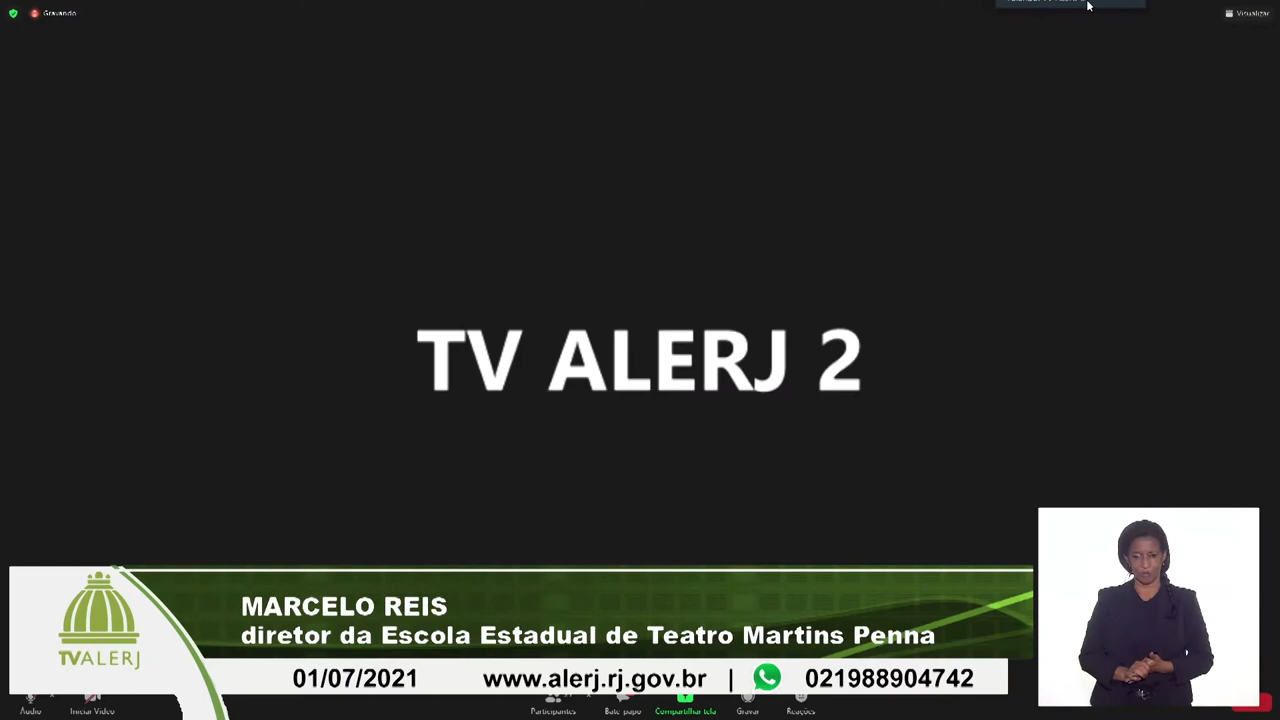 Gravando
Visualizar
TV ALERJ 2
MARCELO REIS
diretor da Escola Estadual de Teatro Martins Penna
TVALERJ
01/07/2021 www.alerj.rj.gov.br | 021988904742
Áudio Iniciar Vídeo Participantes Bate-papo Compartilhar tela Gravar Reações